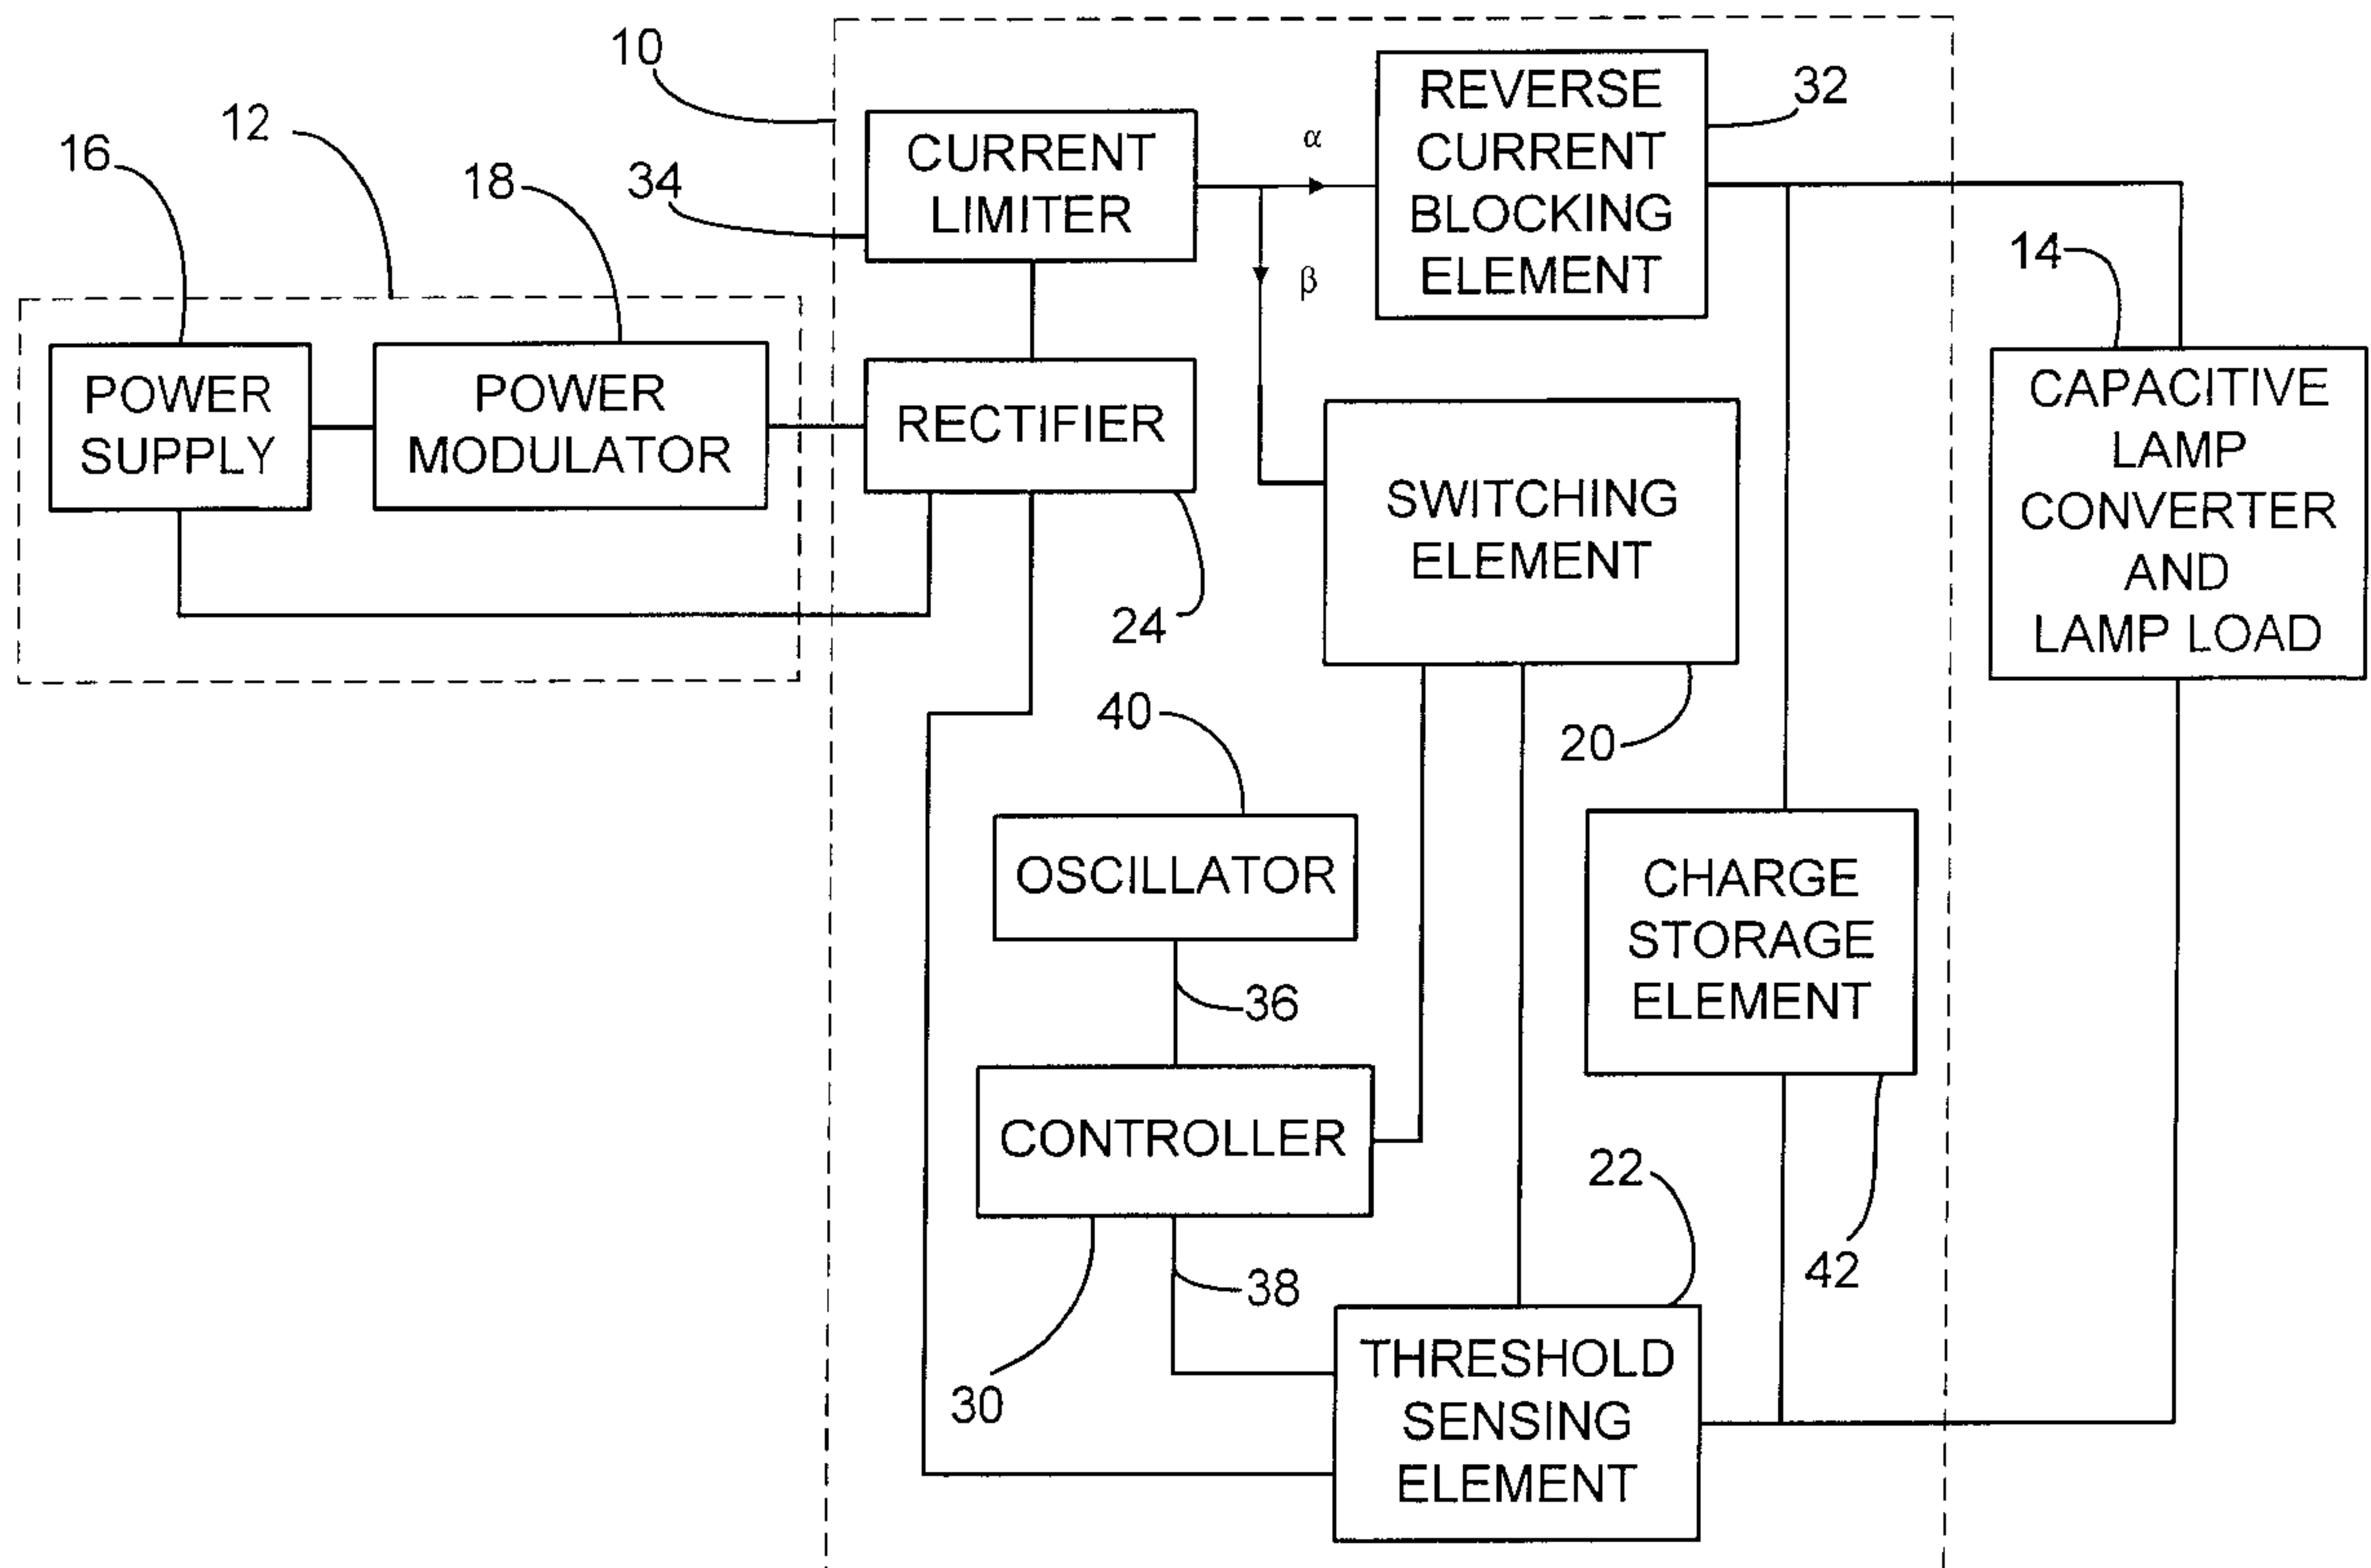 10
12
16
18
34
CURRENT
LIMITER
α
β
REVERSE
CURRENT
BLOCKING
ELEMENT
32
14
POWER
SUPPLY
POWER
MODULATOR
RECTIFIER
24
SWITCHING
ELEMENT
20
CAPACITIVE
LAMP
CONVERTER
AND
LAMP LOAD
40
OSCILLATOR
36
CHARGE
STORAGE
ELEMENT
42
CONTROLLER
30
38
22
THRESHOLD
SENSING
ELEMENT